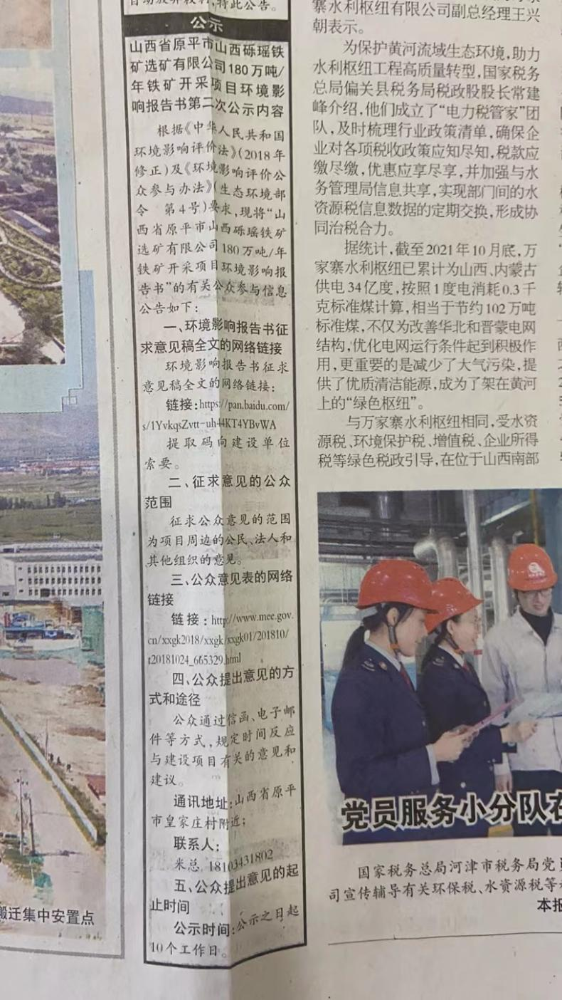 自动放弃权利,特此公告。
公示
山西省原平市山西砾瑶铁
矿选矿有限公司180万吨/
年铁矿开采项目环境影
响报告书第二次公示内容
根据《中华人民共和国
环境影响评价法》(2018年
修正)及《环境影响评价公
众参与办法》(生态环境部
令 第4号)要求,现将“山
西省原平市山西砾瑶铁矿
选矿有限公司180万吨/年
铁矿开采项目环境影响报
告书”的有关公众参与信息
公告如下:
一、环境影响报告书征
求意见稿全文的网络链接
环境影响报告书征求
意见稿全文的网络链接:
链接:https://pan.baidu.com/
s/1YvkqsZvtt-uh44KT4YBvWA
提取码向建设单位
索要。
二、征求意见的公众
范围
征求公众意见的范围
为项目周边的公民、法人和
其他组织的意见。
三、公众意见表的网络
链接
链接:http://www.mee.gov.
cn/xxgk2018/xxgk/xxgk01/201810/
t20181024_665329.html
四、公众提出意见的方
式和途径
公众通过信函、电子邮
件等方式,规定时间反应
与建设项目有关的意见和
建议。
通讯地址:山西省原平
市皇家庄村附近;
联系人:
米总 18103431802
五、公众提出意见的起
止时间
公示时间:公示之日起
10个工作日。
寨水利枢纽有限公司副总经理王兴
朝表示。
为保护黄河流域生态环境,助力
水利枢纽工程高质量转型,国家税务
总局偏关县税务局税政股股长常建
峰介绍,他们成立了“电力税管家”团
队,及时梳理行业政策清单,确保企
业对各项税收政策应知尽知,税款应
缴尽缴,优惠应享尽享,并加强与水
务管理局信息共享,实现部门间的水
资源税信息数据的定期交换,形成协
同治税合力。
据统计,截至2021年10月底,万
家寨水利枢纽已累计为山西、内蒙古
供电34亿度,按照1度电消耗0.3千
克标准煤计算,相当于节约102万吨
标准煤,不仅为改善华北和晋蒙电网
结构,优化电网运行条件起到积极作
用,更重要的是减少了大气污染,提
供了优质清洁能源,成为了架在黄河
上的“绿色枢纽”。
与万家寨水利枢纽相同,受水资
源税、环境保护税、增值税、企业所得
税等绿色税政引导,在位于山西南部
党员服务小分队在
国家税务总局河津市税务局党员
司宣传辅导有关环保税、水资源税等
本报
搬迁集中安置点